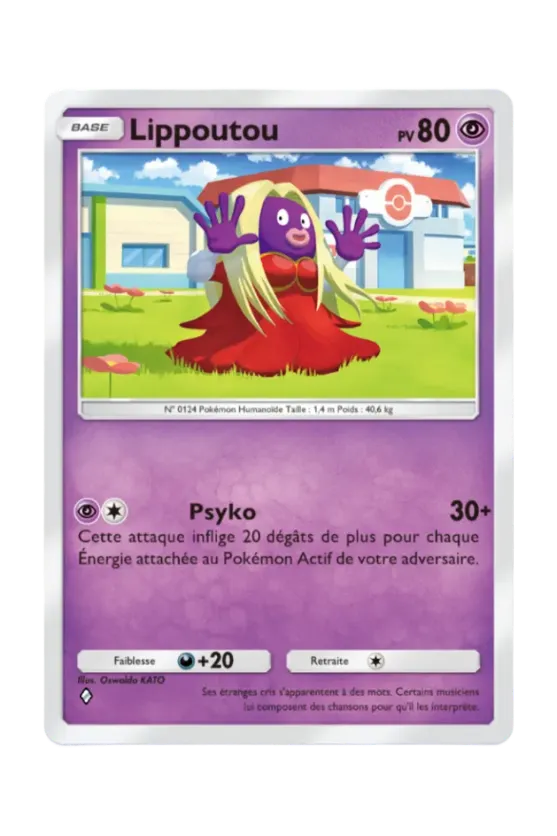 BASE Lippoutou PV 80
N° 0124 Pokémon Humanoïde Taille : 1,4 m Poids : 40,6 kg
Psyko 30+
Cette attaque inflige 20 dégâts de plus pour chaque
Énergie attachée au Pokémon Actif de votre adversaire.
Faiblesse +20 Retraite
Illus. Oswaldo KATO
Ses étranges cris s'apparentent à des mots. Certains musiciens
lui composent des chansons pour qu'il les interprète.